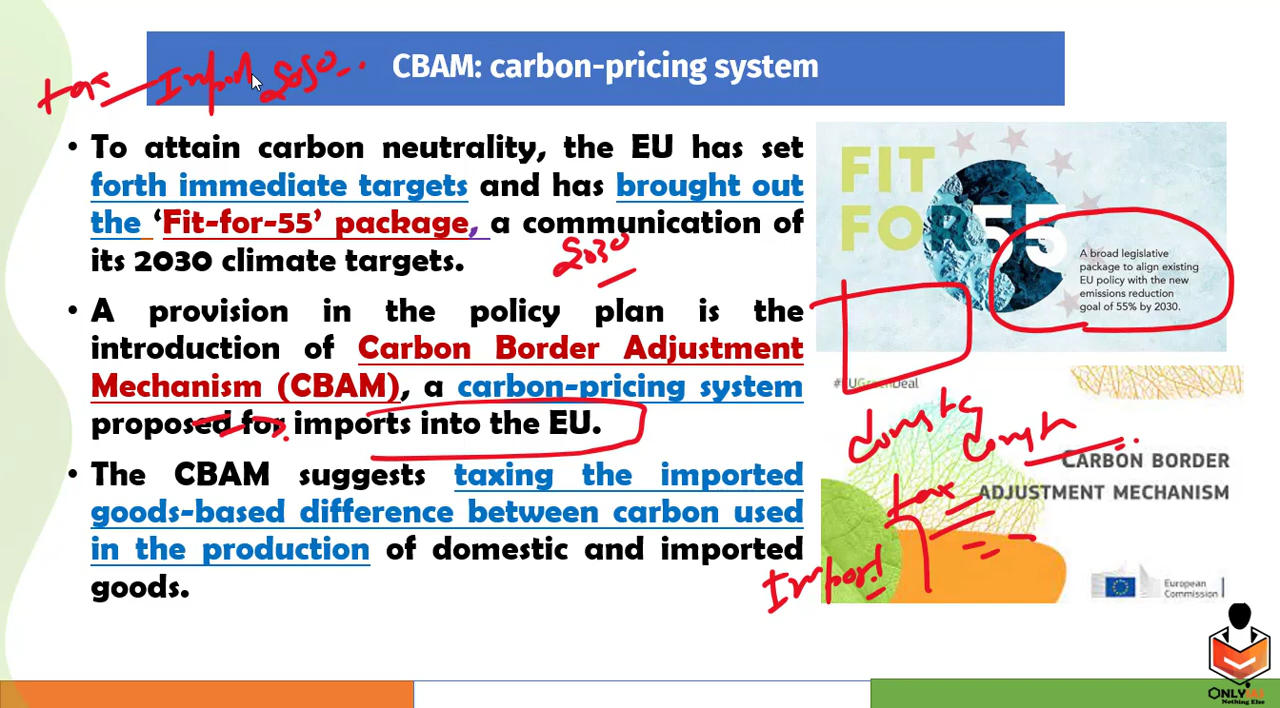 CBAM: carbon-pricing system
tax Import 2030
• To attain carbon neutrality, the EU has set
forth immediate targets and has brought out
the ‘Fit-for-55’ package, a communication of
its 2030 climate targets.
2030
• A provision in the policy plan is the
introduction of Carbon Border Adjustment
Mechanism (CBAM), a carbon-pricing system
proposed for imports into the EU.
• The CBAM suggests taxing the imported
goods-based difference between carbon used
in the production of domestic and imported
goods.
FIT
FOR 55
A broad legislative
package to align existing
EU policy with the new
emissions reduction
goal of 55% by 2030.
#EUGreenDeal
CARBON BORDER
ADJUSTMENT MECHANISM
tax
Import
European
Commission
ONLYIAS
Nothing Else